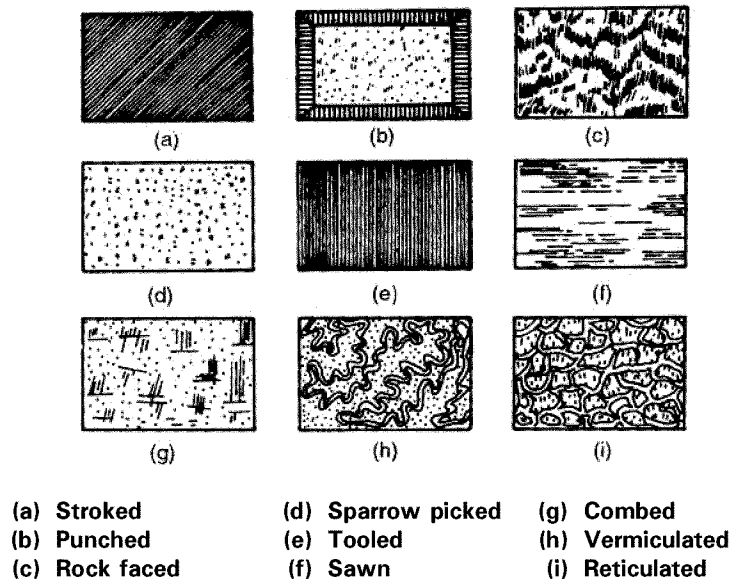 (a) (b) (c)
(d) (e) (f)
(g) (h) (i)
(a) Stroked (d) Sparrow picked (g) Combed
(b) Punched (e) Tooled (h) Vermiculated
(c) Rock faced (f) Sawn (i) Reticulated